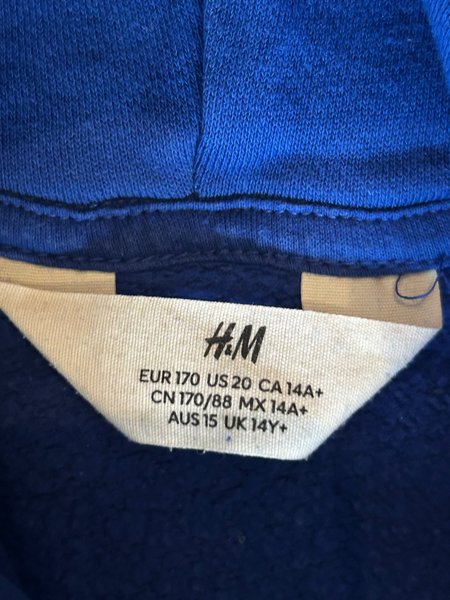 H&M
EUR 170 US 20 CA 14A+
CN 170/88 MX 14A+
AUS 15 UK 14Y+